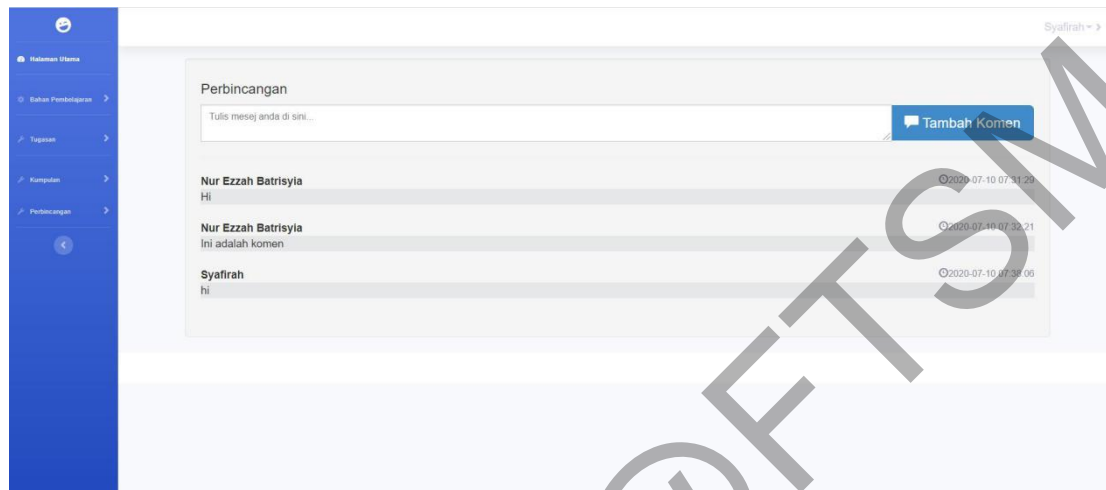 Syafirah
Halaman Utama
Bahan Pembelajaran
Tugasan
Kumpulan
Perbincangan
Perbincangan
Tulis mesej anda di sini...
Tambah Komen
Nur Ezzah Batrisyia 2020-07-10 07:31:29
Hi
Nur Ezzah Batrisyia 2020-07-10 07:32:21
Ini adalah komen
Syafirah 2020-07-10 07:38:06
hi
@FTSM